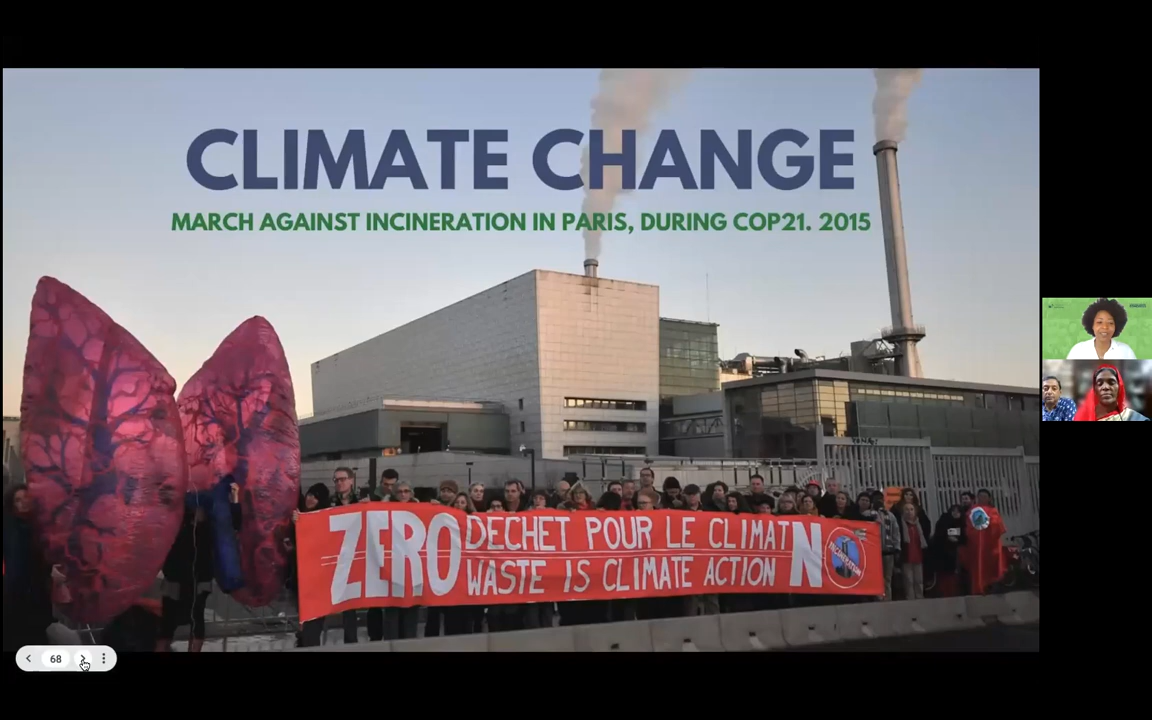 CLIMATE CHANGE
MARCH AGAINST INCINERATION IN PARIS, DURING COP21. 2015
ZERO DECHET POUR LE CLIMAT
WASTE IS CLIMATE ACTION N
68